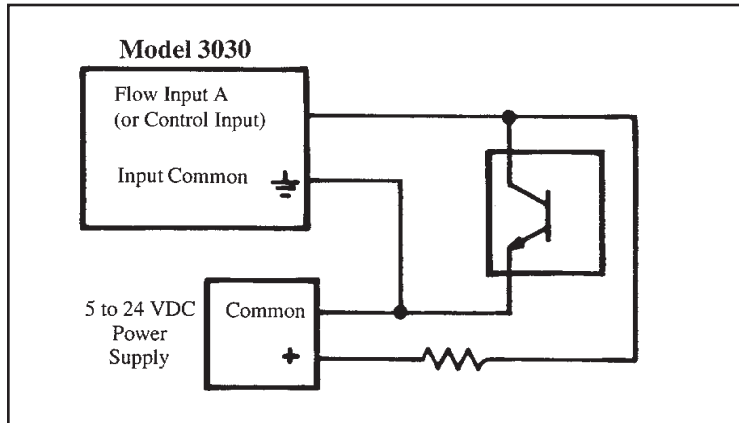 Model 3030
Flow Input A
(or Control Input)
Input Common
5 to 24 VDC
Power
Supply
Common
+